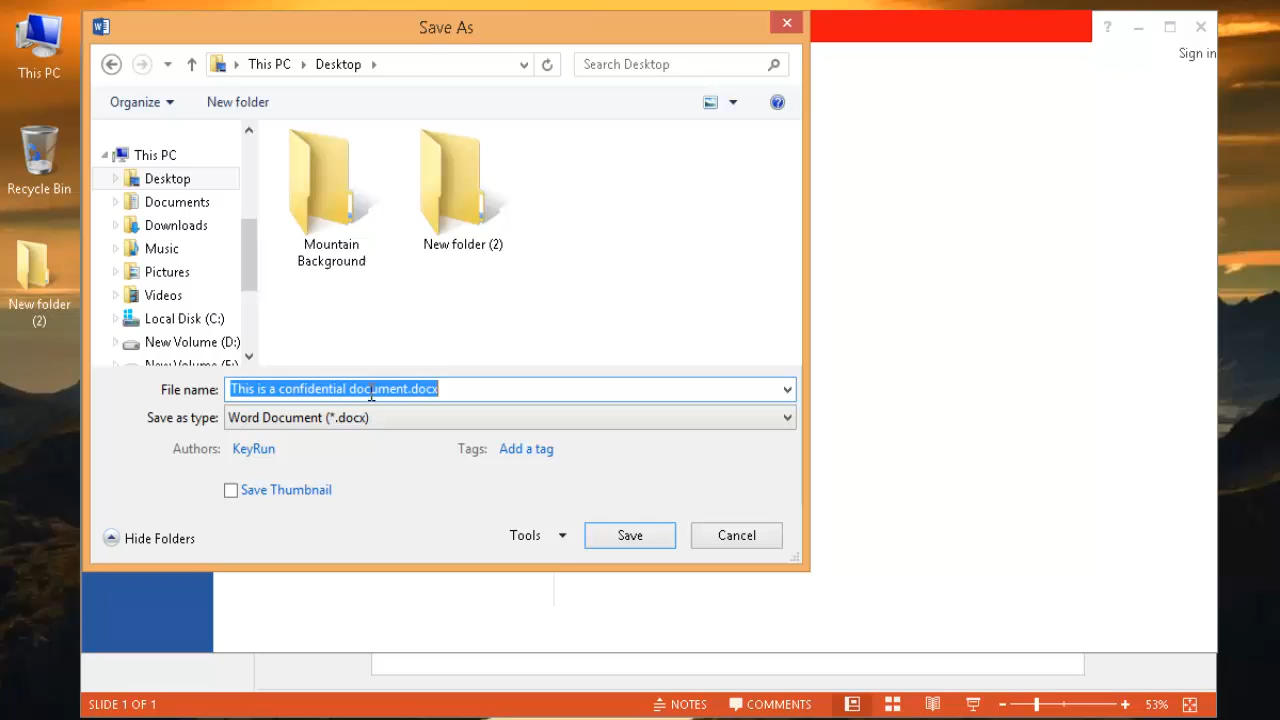 This PC
Recycle Bin
New folder
(2)
Save As
This PC
Desktop
Search Desktop
Organize
New folder
This PC
Desktop
Documents
Downloads
Music
Pictures
Videos
Local Disk (C:)
New Volume (D:)
Mountain
Background
New folder (2)
File name: This is a confidential document.docx
Save as type: Word Document (*.docx)
Authors: KeyRun Tags: Add a tag
Save Thumbnail
Hide Folders Tools Save Cancel
? Sign in
SLIDE 1 OF 1 NOTES COMMENTS 53%